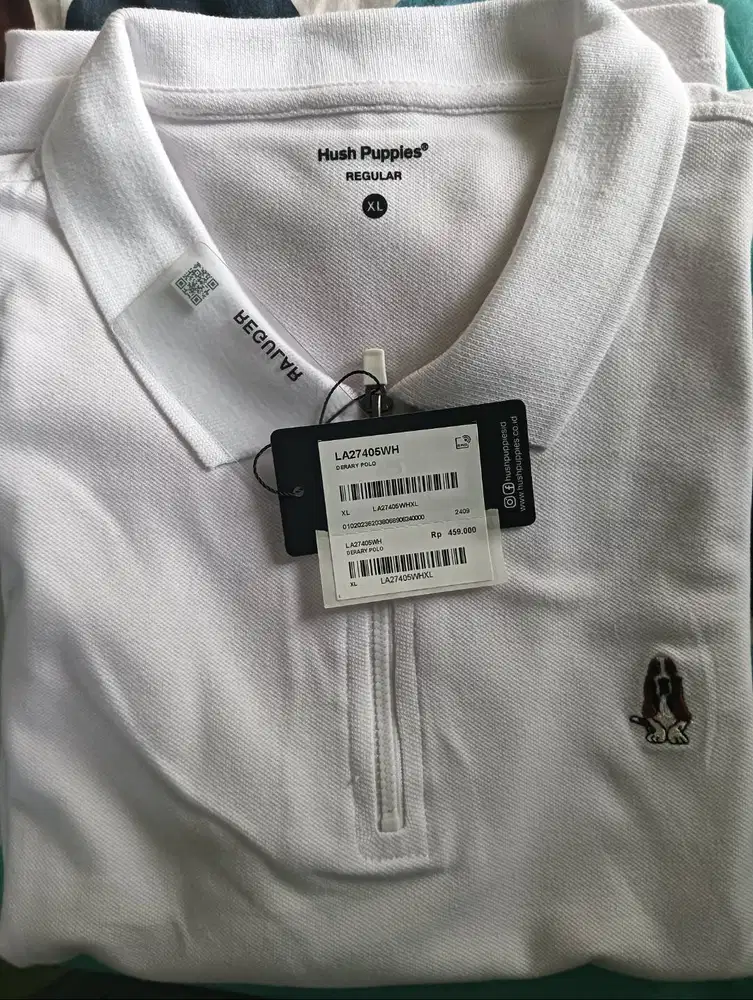 Hush Puppies®
REGULAR
XL
REGULAR
LA27405WH
DERARY POLO
XL LA27405WHXL
2409
LA27405WH
DERARY POLO
Rp 459.000
XL LA27405WHXL
hushpuppiesid
www.hushpuppies.co.id